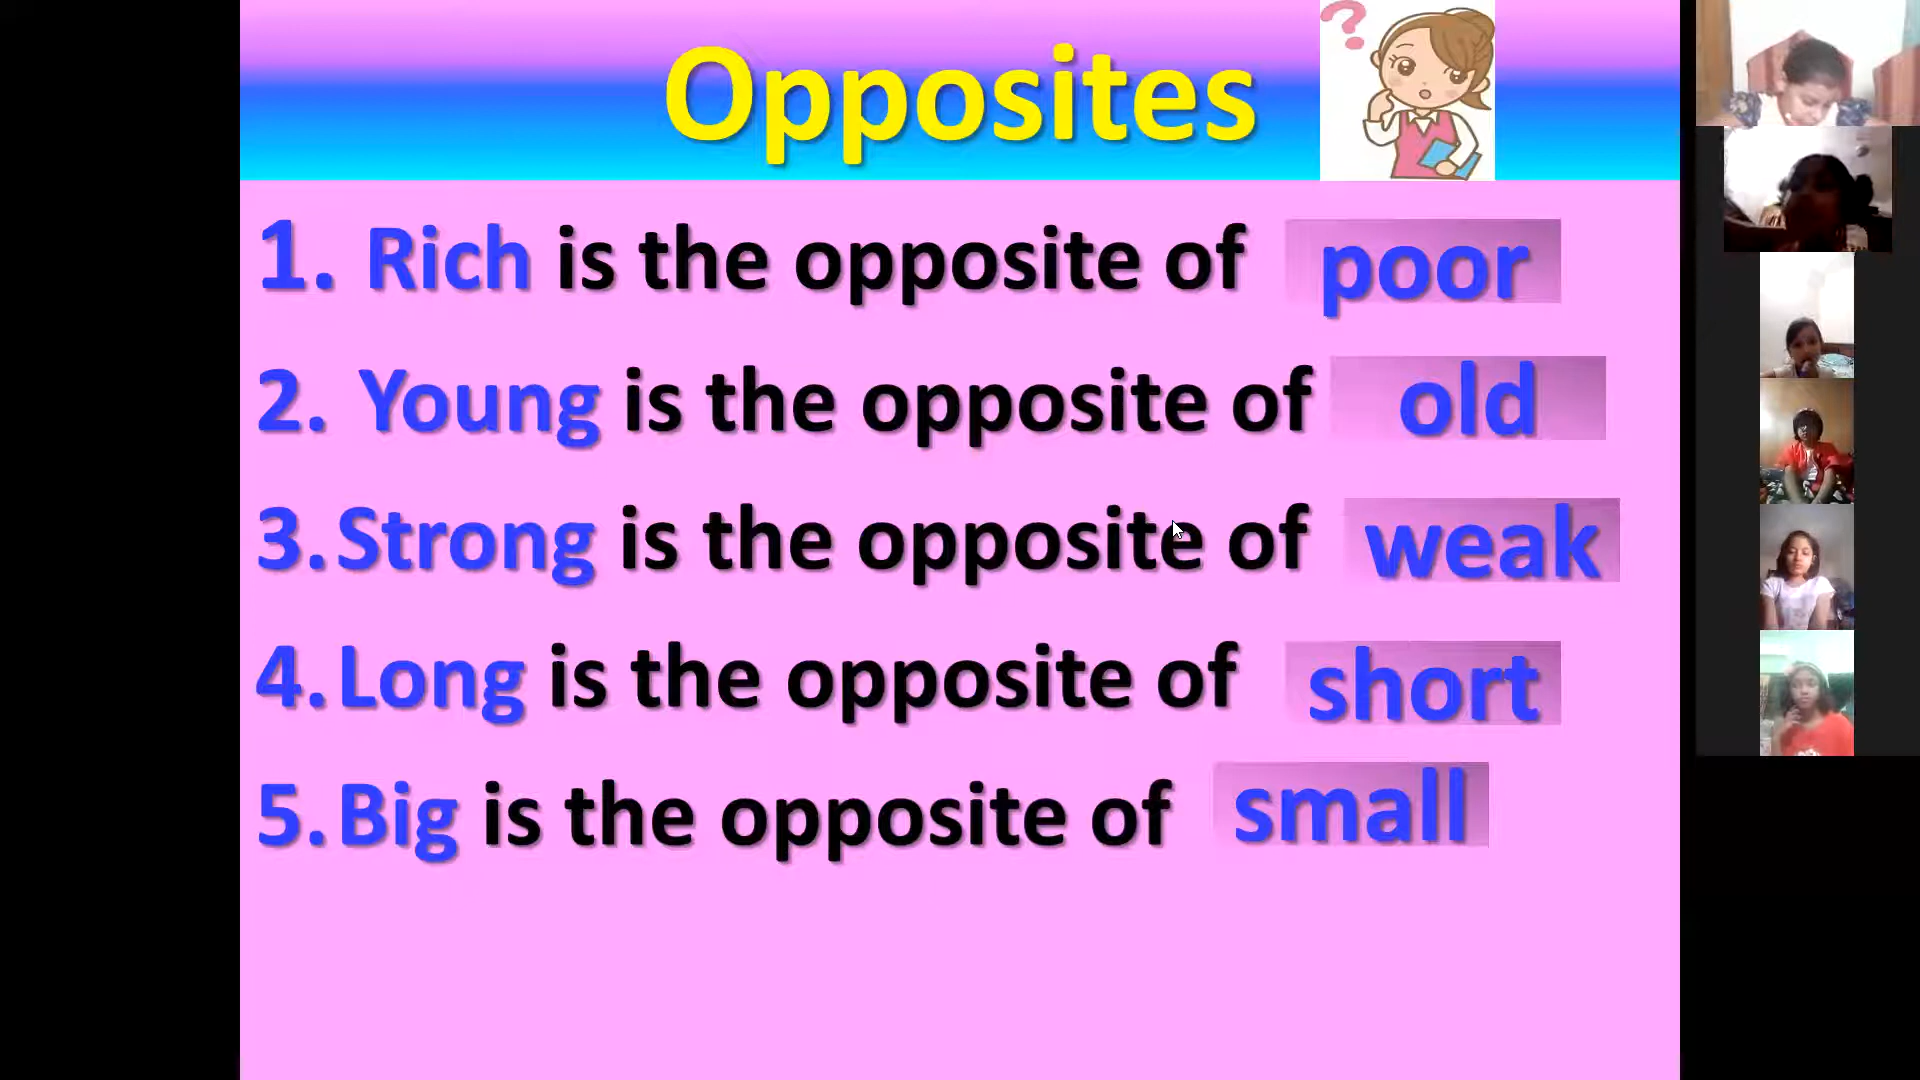 Opposites
1. Rich is the opposite of poor
2. Young is the opposite of old
3. Strong is the opposite of weak
4. Long is the opposite of short
5. Big is the opposite of small